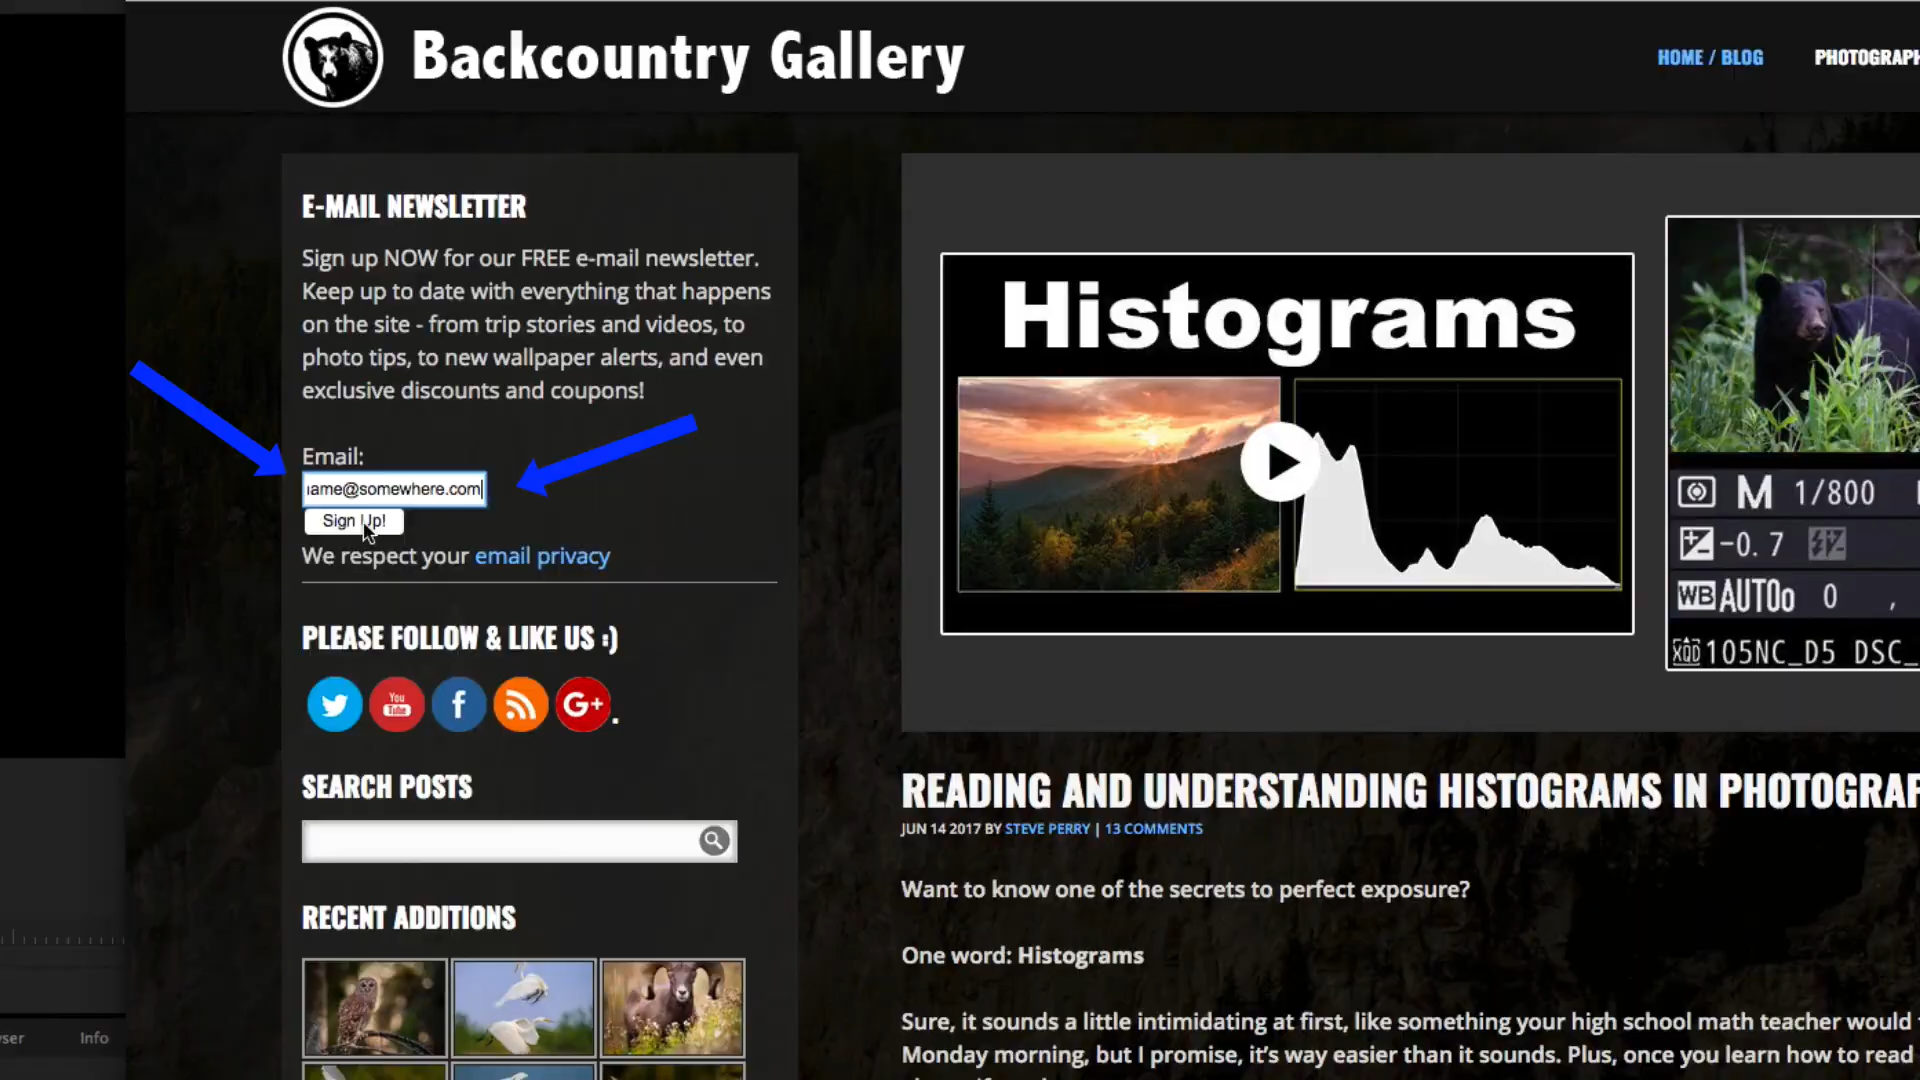 Backcountry Gallery
HOME / BLOG
E-MAIL NEWSLETTER
Sign up NOW for our FREE e-mail newsletter.
Keep up to date with everything that happens
on the site - from trip stories and videos, to
photo tips, to new wallpaper alerts, and even
exclusive discounts and coupons!
Email:
ame@somewhere.com
Sign Up!
We respect your email privacy
PLEASE FOLLOW & LIKE US :)
You
Tube
f
G+
.
SEARCH POSTS
RECENT ADDITIONS
Info
Histograms
M 1/800
-0.7
WB AUTO0 0 ,
XQD 105NC_D5 DSC_
READING AND UNDERSTANDING HISTOGRAMS IN
JUN 14 2017 BY STEVE PERRY | 13 COMMENTS
Want to know one of the secrets to perfect exposure?
One word: Histograms
Sure, it sounds a little intimidating at first, like something your high school math teacher would
Monday morning, but I promise, it's way easier than it sounds. Plus, once you learn how to read